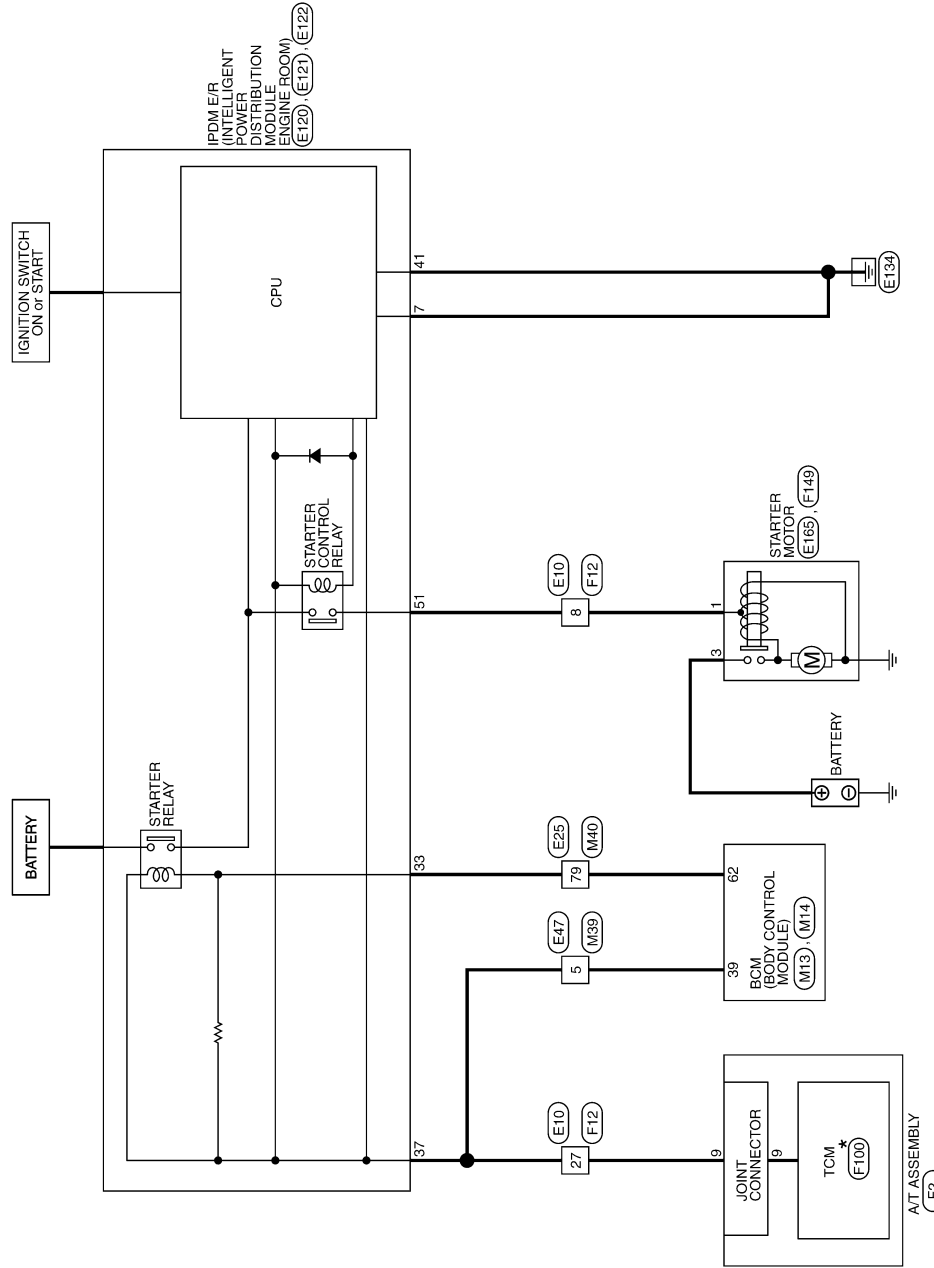 BATTERY
IGNITION SWITCH
ON or START
IPDM E/R
(INTELLIGENT
POWER
DISTRIBUTION
MODULE
ENGINE ROOM)
E120 , E121 , E122
STARTER
RELAY
CPU
STARTER
CONTROL
RELAY
37
33
51
7
41
E10
27
F12
E47
5
M39
E25
79
M40
E10
8
F12
E134
9
JOINT
CONNECTOR
9
TCM
*
F100
A/T ASSEMBLY
39
62
BCM
(BODY CONTROL
MODULE)
M13 , M14
BATTERY
+
−
3
1
M
STARTER
MOTOR
E165 , F149